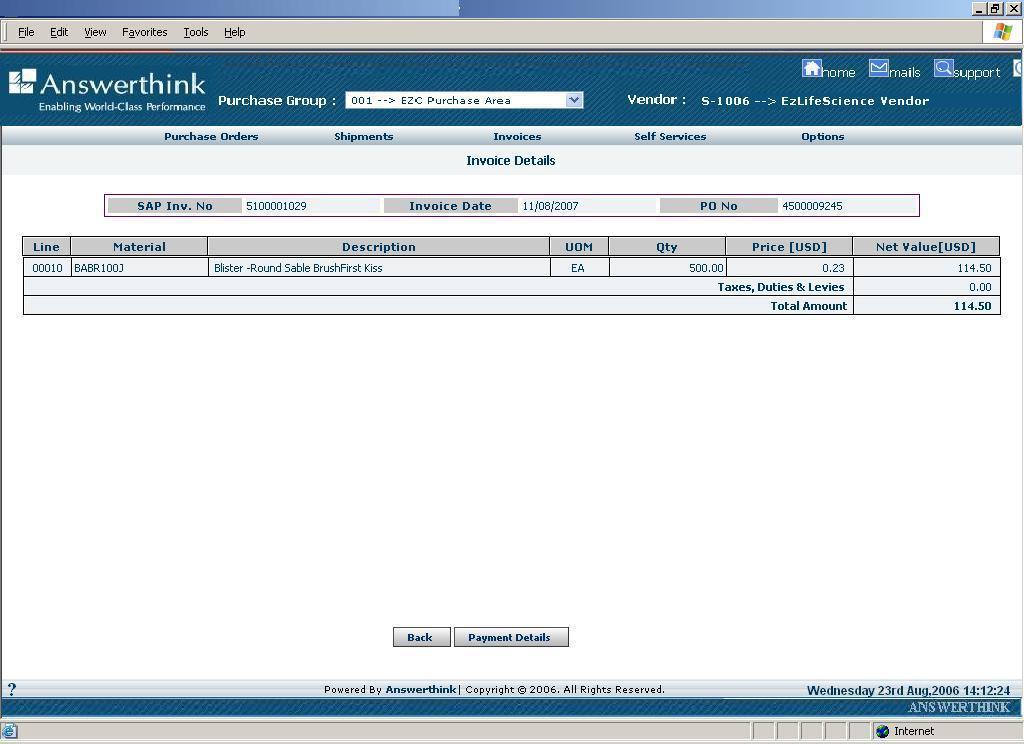 File Edit View Favorites Tools Help
Answerthink
Enabling World-Class Performance
home mails support
Purchase Group : 001 --> EZC Purchase Area Vendor : S-1006 --> EzLifeScience Vendor
Purchase Orders Shipments Invoices Self Services Options
Invoice Details
SAP Inv. No 5100001029 Invoice Date 11/08/2007 PO No 4500009245
Line Material Description UOM Qty Price [USD] Net Value[USD]
00010 BABR100J Blister -Round Sable BrushFirst Kiss EA 500.00 0.23 114.50
Taxes, Duties & Levies 0.00
Total Amount 114.50
Back Payment Details
? Powered By Answerthink| Copyright © 2006. All Rights Reserved. Wednesday 23rd Aug,2006 14:12:24
ANSWERTHINK
Internet